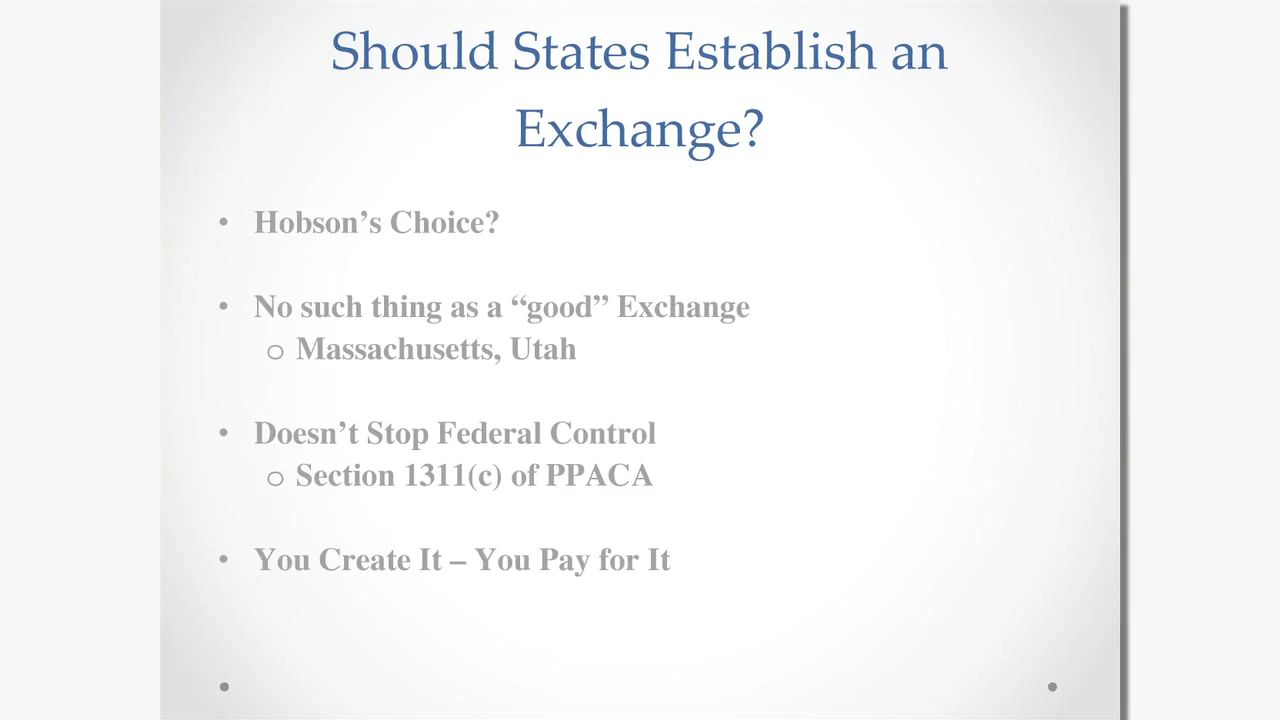 Should States Establish an
Exchange?
• Hobson’s Choice?
• No such thing as a “good” Exchange
o Massachusetts, Utah
• Doesn’t Stop Federal Control
o Section 1311(c) of PPACA
• You Create It – You Pay for It